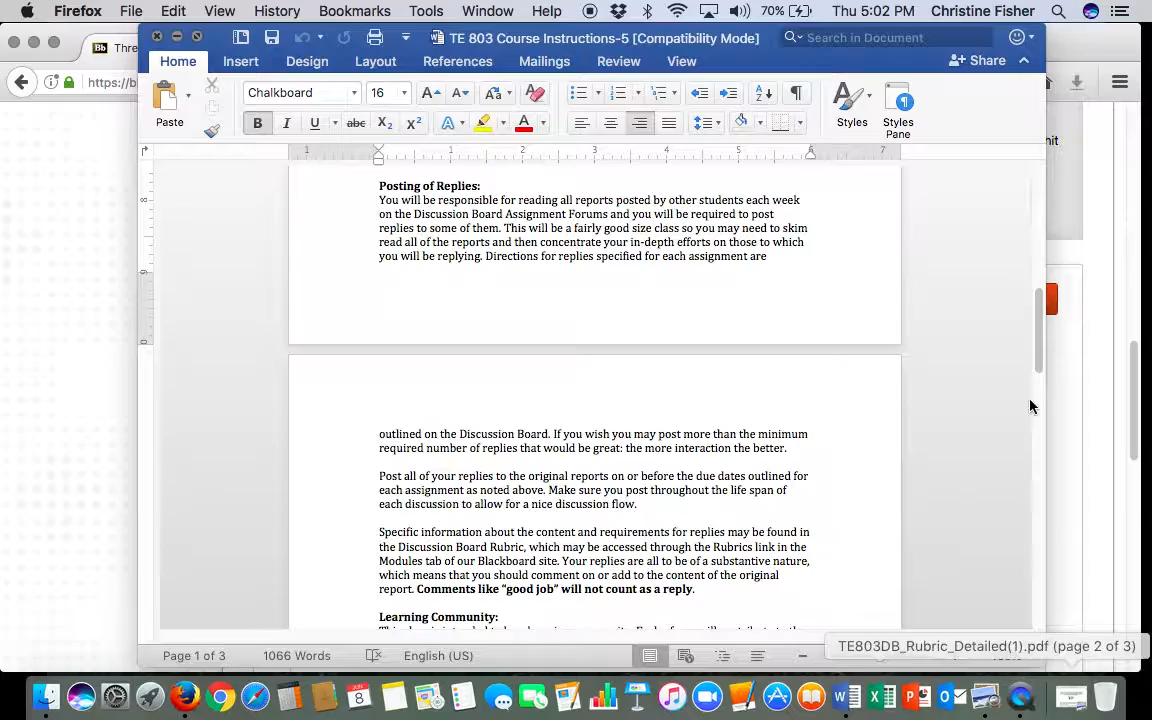 Firefox File Edit View History Bookmarks Tools Window Help 70% Thu 5:02 PM Christine Fisher
Bb Thre
https://b
TE 803 Course Instructions-5 [Compatibility Mode]
Search in Document
Home Insert Design Layout References Mailings Review View
Share
Chalkboard 16
Paste
Styles
Styles
Pane
1 1 2 3 4 5 6 7
Posting of Replies:
You will be responsible for reading all reports posted by other students each week
on the Discussion Board Assignment Forums and you will be required to post
replies to some of them. This will be a fairly good size class so you may need to skim
read all of the reports and then concentrate your in-depth efforts on those to which
you will be replying. Directions for replies specified for each assignment are
outlined on the Discussion Board. If you wish you may post more than the minimum
required number of replies that would be great: the more interaction the better.
Post all of your replies to the original reports on or before the due dates outlined for
each assignment as noted above. Make sure you post throughout the life span of
each discussion to allow for a nice discussion flow.
Specific information about the content and requirements for replies may be found in
the Discussion Board Rubric, which may be accessed through the Rubrics link in the
Modules tab of our Blackboard site. Your replies are all to be of a substantive nature,
which means that you should comment on or add to the content of the original
report. Comments like “good job” will not count as a reply.
Learning Community:
Page 1 of 3 1066 Words English (US)
TE803DB_Rubric_Detailed(1).pdf (page 2 of 3)